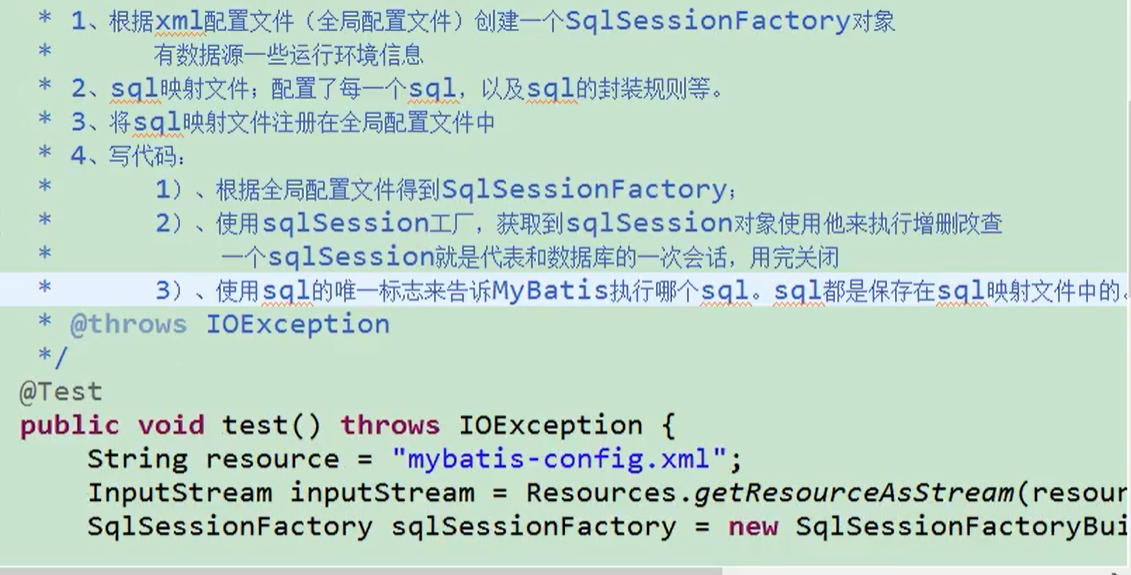 * 1、根据xml配置文件（全局配置文件）创建一个SqlSessionFactory对象
* 有数据源一些运行环境信息
* 2、sql映射文件；配置了每一个sql，以及sql的封装规则等。
* 3、将sql映射文件注册在全局配置文件中
* 4、写代码：
* 1）、根据全局配置文件得到SqlSessionFactory；
* 2）、使用sqlSession工厂，获取到sqlSession对象使用他来执行增删改查
* 一个sqlSession就是代表和数据库的一次会话，用完关闭
* 3）、使用sql的唯一标志来告诉MyBatis执行哪个sql。sql都是保存在sql映射文件中的。
* @throws IOException
*/
@Test
public void test() throws IOException {
String resource = "mybatis-config.xml";
InputStream inputStream = Resources.getResourceAsStream(resour
SqlSessionFactory sqlSessionFactory = new SqlSessionFactoryBui